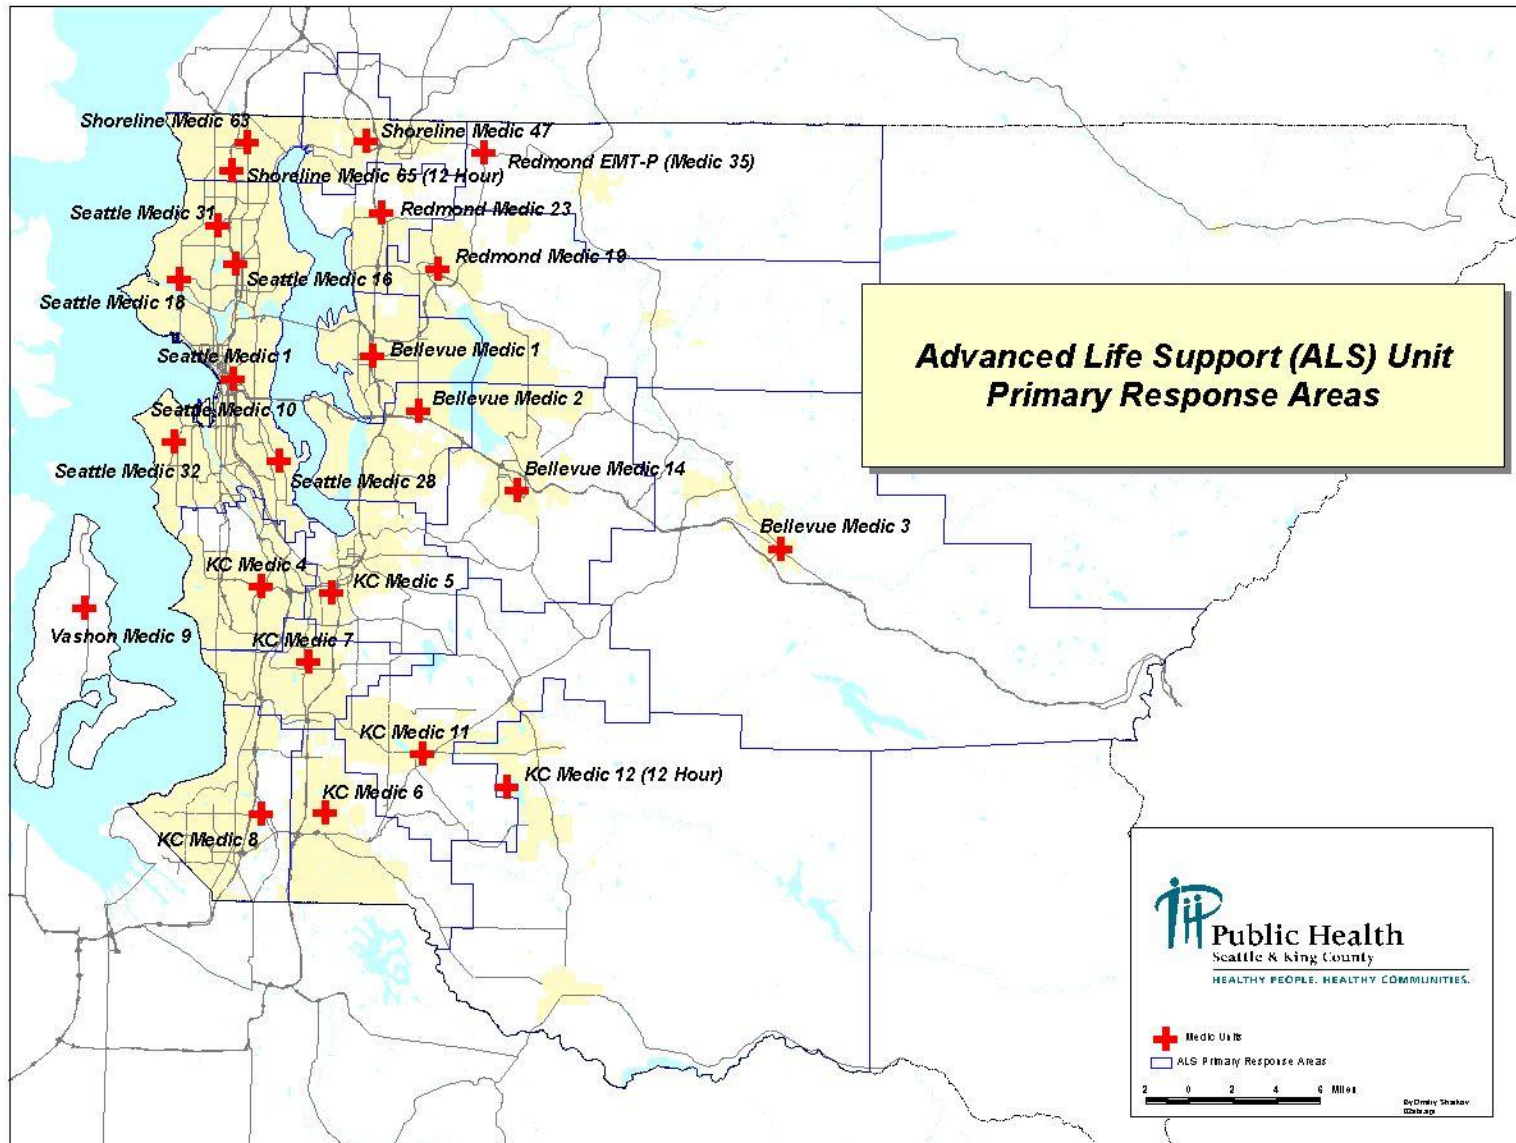 Shoreline Medic 63
Shoreline Medic 47
Redmond EMT-P (Medic 35)
Shoreline Medic 65 (12 Hour)
Seattle Medic 31
Redmond Medic 23
Redmond Medic 19
Seattle Medic 16
Seattle Medic 18
Seattle Medic 1
Bellevue Medic 1
Seattle Medic 10
Bellevue Medic 2
Seattle Medic 32
Seattle Medic 28
Bellevue Medic 14
Bellevue Medic 3
Advanced Life Support (ALS) Unit
Primary Response Areas
KC Medic 4
KC Medic 5
Vashon Medic 9
KC Medic 7
KC Medic 11
KC Medic 12 (12 Hour)
KC Medic 6
KC Medic 8
Public Health
Seattle & King County
HEALTHY PEOPLE. HEALTHY COMMUNITIES.
Medic Units
ALS Primary Response Areas
2 0 2 4 6 Miles
By Dmitry